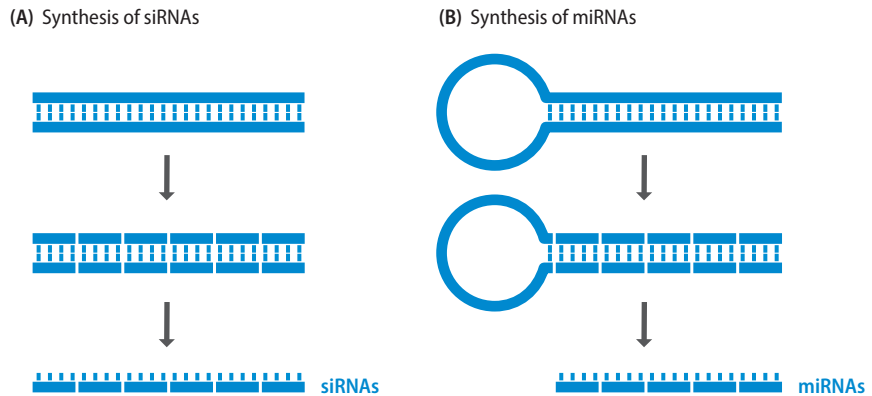 (A) Synthesis of siRNAs
(B) Synthesis of miRNAs
siRNAs
miRNAs